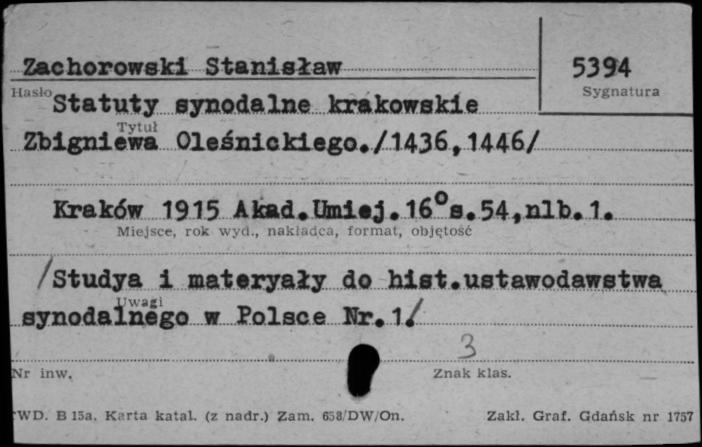 Zachorowski Stanisław
5394
Hasło
Sygnatura
Statuty synodalne krakowskie
Tytuł
Zbigniewa Oleśnickiego./1436,1446/
Kraków 1915 Akad.Umiej.16°s.54,nlb.1.
Miejsce, rok wyd., nakładca, format, objętość
/Studya i materyały do hist.ustawodawstwa
Uwagi
synodalnego w Polsce Nr.1/
3
Nr inw.
Znak klas.
WD. B 15a. Karta katal. (z nadr.) Zam. 658/DW/On.
Zakł. Graf. Gdańsk nr 1757